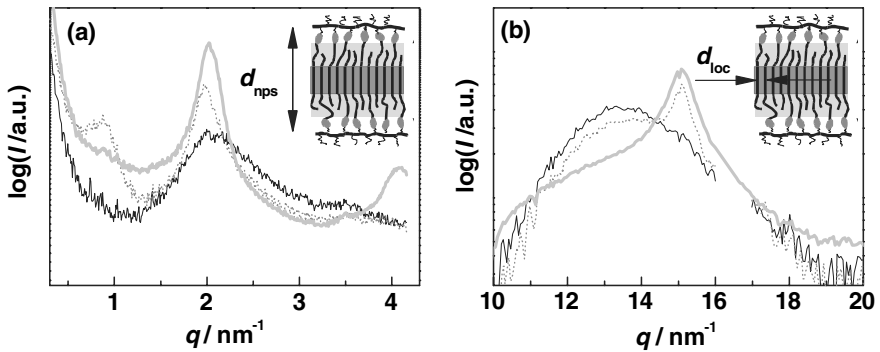 (a)
d_nps
log(I/a.u.)
1 2 3 4
q / nm⁻¹
(b)
d_loc
log(I/a.u.)
10 12 14 16 18 20
q / nm⁻¹